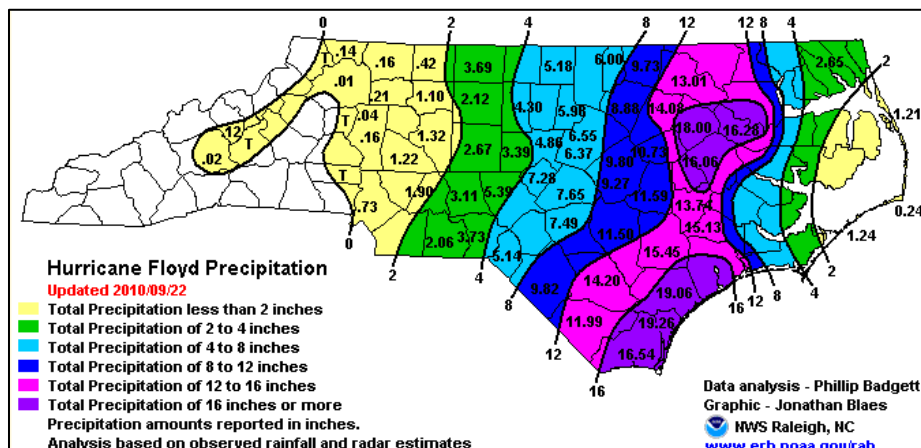 0 2 4 8 12 12 8 4
.14 .16 .42 3.69 5.18 6.00 9.73 13.01 2.65 2
T .01 .21 1.10 2.12 4.30 5.96 8.88 14.08 1.21
.12 T .04 .16 1.32 2.67 3.39 4.86 6.55 6.37 9.80 10.73 18.00 16.28 16.06
.02 T 1.22 1.90 3.11 5.39 7.28 7.65 9.27 11.59 13.74
.73 2.06 3.73 5.14 7.49 11.50 15.45 15.13 1.24 0.24
0 2 4 8 9.82 14.20 19.06 16 12 8 4 2
12 11.99 19.26
16 16.54
Hurricane Floyd Precipitation
Updated 2010/09/22
Total Precipitation less than 2 inches
Total Precipitation of 2 to 4 inches
Total Precipitation of 4 to 8 inches
Total Precipitation of 8 to 12 inches
Total Precipitation of 12 to 16 inches
Total Precipitation of 16 inches or more
Precipitation amounts reported in inches.
Analysis based on observed rainfall and radar estimates
Data analysis - Phillip Badgett
Graphic - Jonathan Blaes
NWS Raleigh, NC
www.erh.noaa.gov/rah